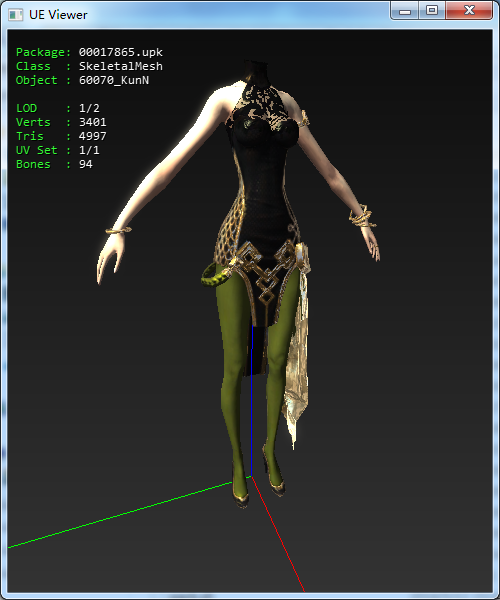 UE Viewer
Package: 00017865.upk
Class : SkeletalMesh
Object : 60070_KunN
LOD : 1/2
Verts : 3401
Tris : 4997
UV Set : 1/1
Bones : 94